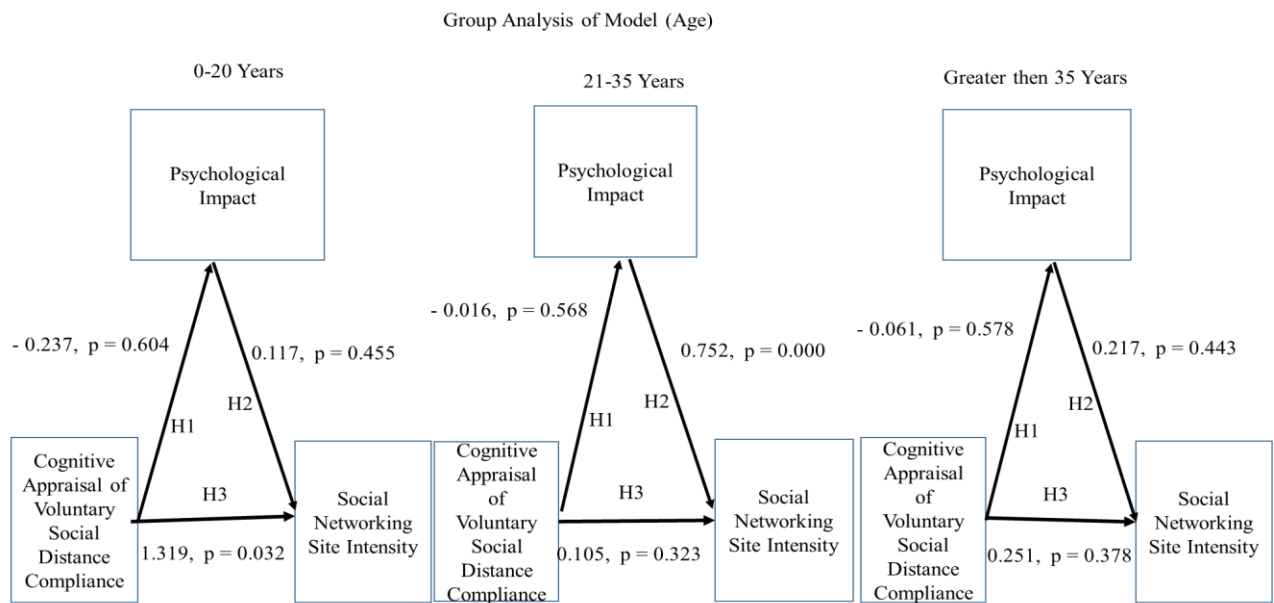 Group Analysis of Model (Age)
0-20 Years
Psychological
Impact
- 0.237, p = 0.604
0.117, p = 0.455
H1
H2
H3
Cognitive
Appraisal of
Voluntary
Social
Distance
Compliance
Social
Networking
Site Intensity
1.319, p = 0.032
21-35 Years
Psychological
Impact
- 0.016, p = 0.568
0.752, p = 0.000
H1
H2
H3
Cognitive
Appraisal
of
Voluntary
Social
Distance
Compliance
Social
Networking
Site Intensity
0.105, p = 0.323
Greater then 35 Years
Psychological
Impact
- 0.061, p = 0.578
0.217, p = 0.443
H1
H2
H3
Cognitive
Appraisal
of
Voluntary
Social
Distance
Compliance
Social
Networking
Site Intensity
0.251, p = 0.378